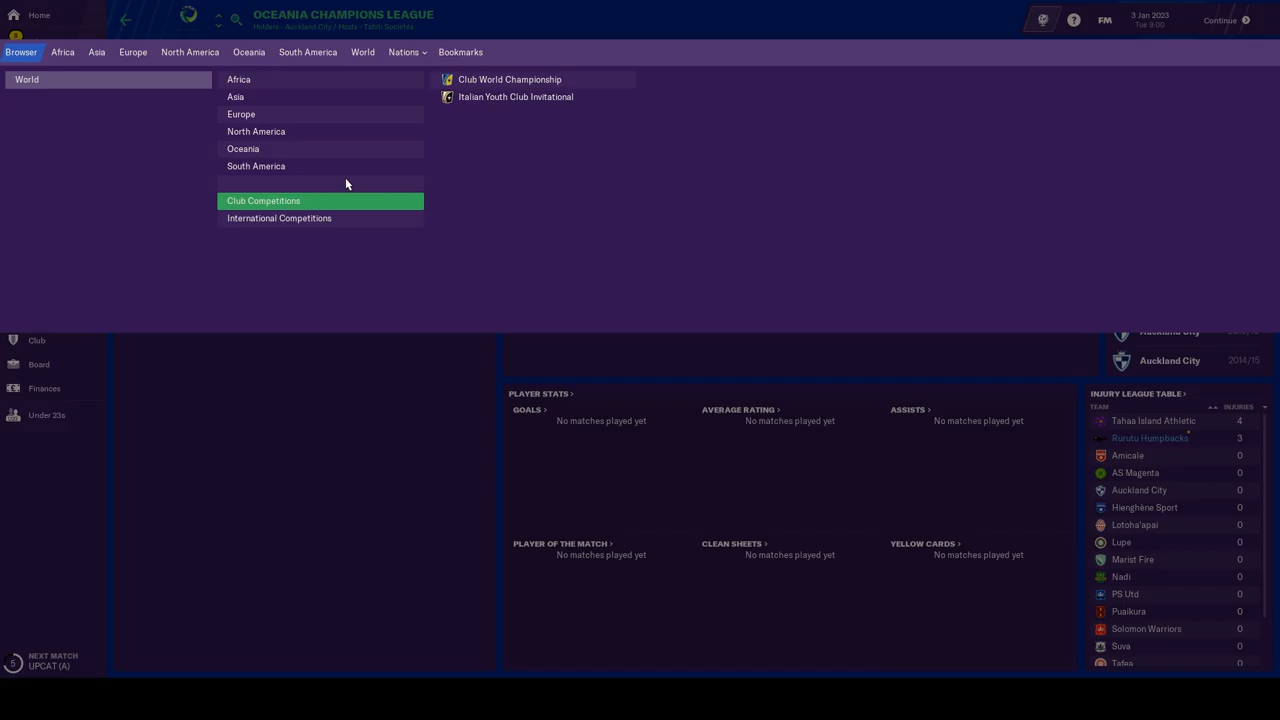 Home
OCEANIA CHAMPIONS LEAGUE
Holders - Auckland City / Hosts - Tahiti Sociétés
FM
3 Jan 2023
Tue 9:00
Continue
Browser
Africa
Asia
Europe
North America
Oceania
South America
World
Nations
Bookmarks
World
Africa
Asia
Europe
North America
Oceania
South America
Club Competitions
International Competitions
Club World Championship
Italian Youth Club Invitational
Club
Board
Finances
Under 23s
Auckland City
Auckland City 2014/15
PLAYER STATS
GOALS
No matches played yet
AVERAGE RATING
No matches played yet
ASSISTS
No matches played yet
PLAYER OF THE MATCH
No matches played yet
CLEAN SHEETS
No matches played yet
YELLOW CARDS
No matches played yet
INJURY LEAGUE TABLE
TEAM INJURIES
Tahaa Island Athletic 4
Rurutu Humpbacks 3
Amicale 0
AS Magenta 0
Auckland City 0
Hienghène Sport 0
Lotoha'apai 0
Lupe 0
Marist Fire 0
Nadi 0
PS Utd 0
Puaikura 0
Solomon Warriors 0
Suva 0
Tafea 0
5
NEXT MATCH
UPCAT (A)